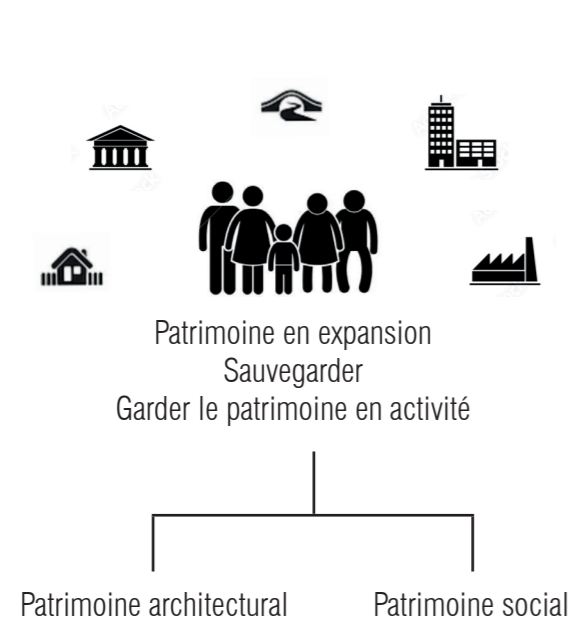 Patrimoine en expansion
Sauvegarder
Garder le patrimoine en activité
Patrimoine architectural
Patrimoine social